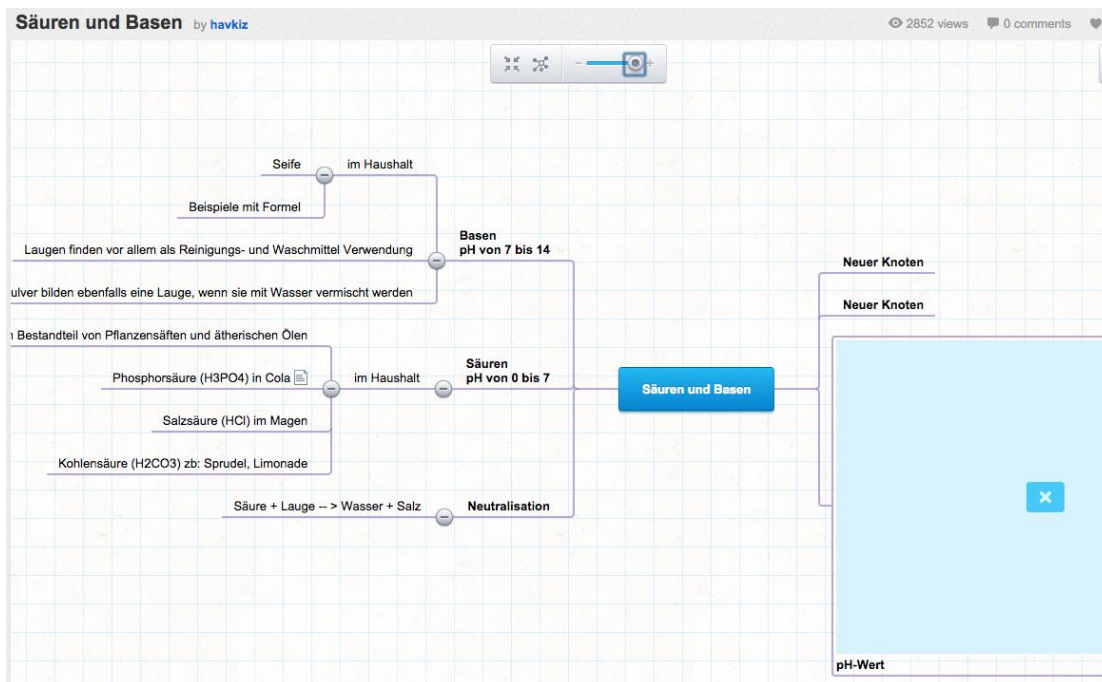 Säuren und Basen by havkiz
2852 views 0 comments
Seife
im Haushalt
Beispiele mit Formel
Laugen finden vor allem als Reinigungs- und Waschmittel Verwendung
bilden ebenfalls eine Lauge, wenn sie mit Wasser vermischt werden
Basen
pH von 7 bis 14
Bestandteil von Pflanzensäften und ätherischen Ölen
Phosphorsäure (H3PO4) in Cola
Salzsäure (HCl) im Magen
Kohlensäure (H2CO3) zb: Sprudel, Limonade
im Haushalt
Säuren
pH von 0 bis 7
Säure + Lauge -- > Wasser + Salz
Neutralisation
Säuren und Basen
Neuer Knoten
Neuer Knoten
pH-Wert